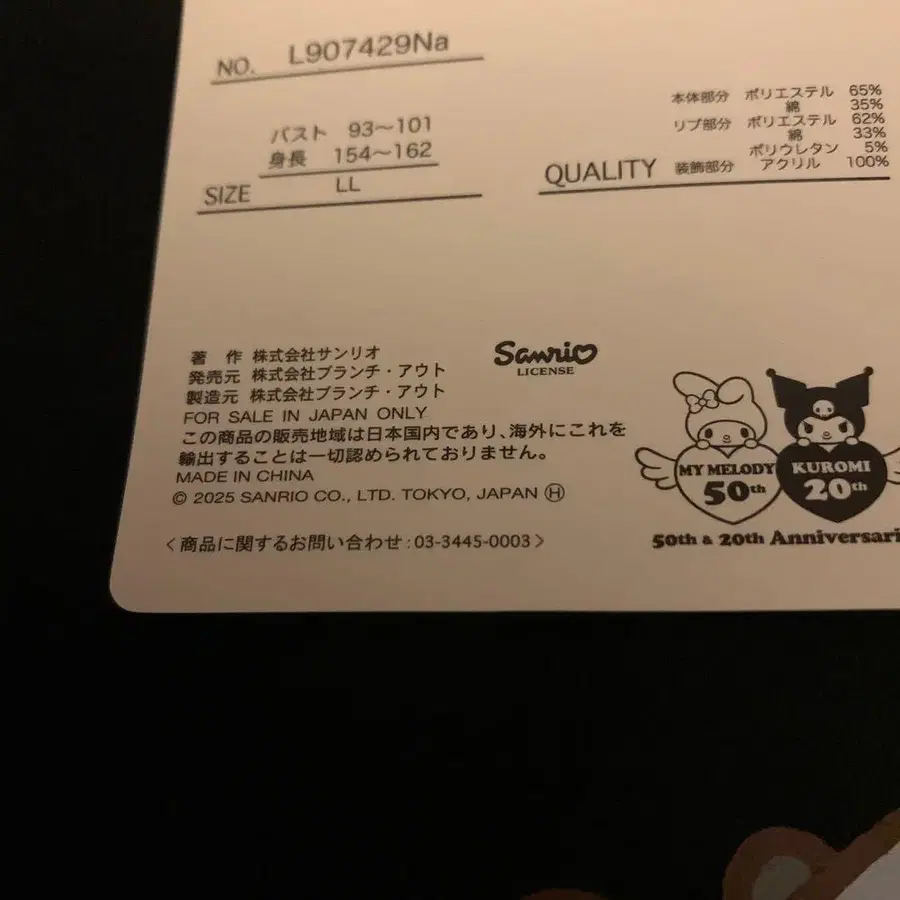 NO. L907429Na
バスト 93～101
身長 154～162
SIZE LL
本体部分 ポリエステル 65%
綿 35%
リブ部分 ポリエステル 62%
綿 33%
ポリウレタン 5%
QUALITY 装飾部分 アクリル 100%
著 作 株式会社サンリオ
発売元 株式会社ブランチ・アウト
製造元 株式会社ブランチ・アウト
FOR SALE IN JAPAN ONLY
この商品の販売地域は日本国内であり、海外にこれを
輸出することは一切認められておりません。
MADE IN CHINA
© 2025 SANRIO CO., LTD. TOKYO, JAPAN Ⓗ
<商品に関するお問い合わせ:03-3445-0003>
Sanrio
LICENSE
MY MELODY
50th
KUROMI
20th
50th & 20th Anniversari